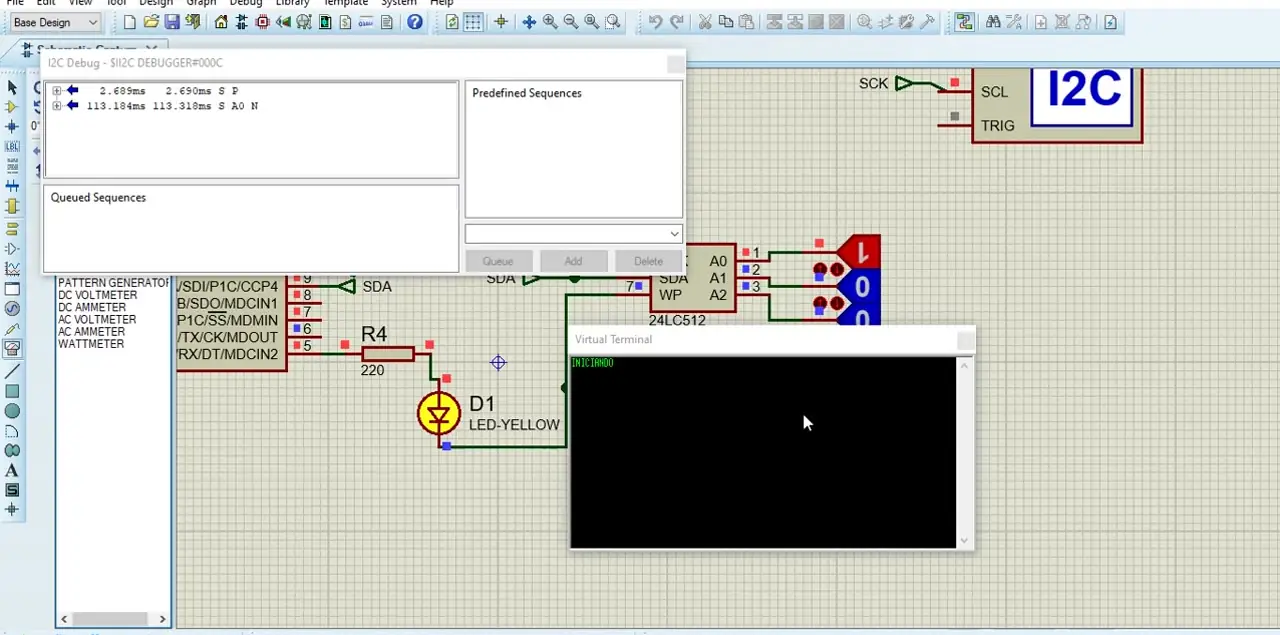 File Edit View Tool Design Graph Debug Library Template System Help
Base Design
Schematic Capture
I2C Debug - $II2C DEBUGGER#000C
2.689ms 2.690ms S P
113.184ms 113.318ms S A0 N
Predefined Sequences
Queued Sequences
Queue Add Delete
SCK
SCL
TRIG
I2C
PATTERN GENERATOR
DC VOLTMETER
DC AMMETER
AC VOLTMETER
AC AMMETER
WATTMETER
/SDI/P1C/CCP4 9 SDA
B/SDO/MDCIN1 8
P1C/SS/MDMIN 7
/TX/CK/MDOUT 6
RX/DT/MDCIN2 5
R4
220
D1
LED-YELLOW
SDA
7
K A0 1
SDA A1 2
WP A2 3
24LC512
1
0
0
Virtual Terminal
INICIANDO